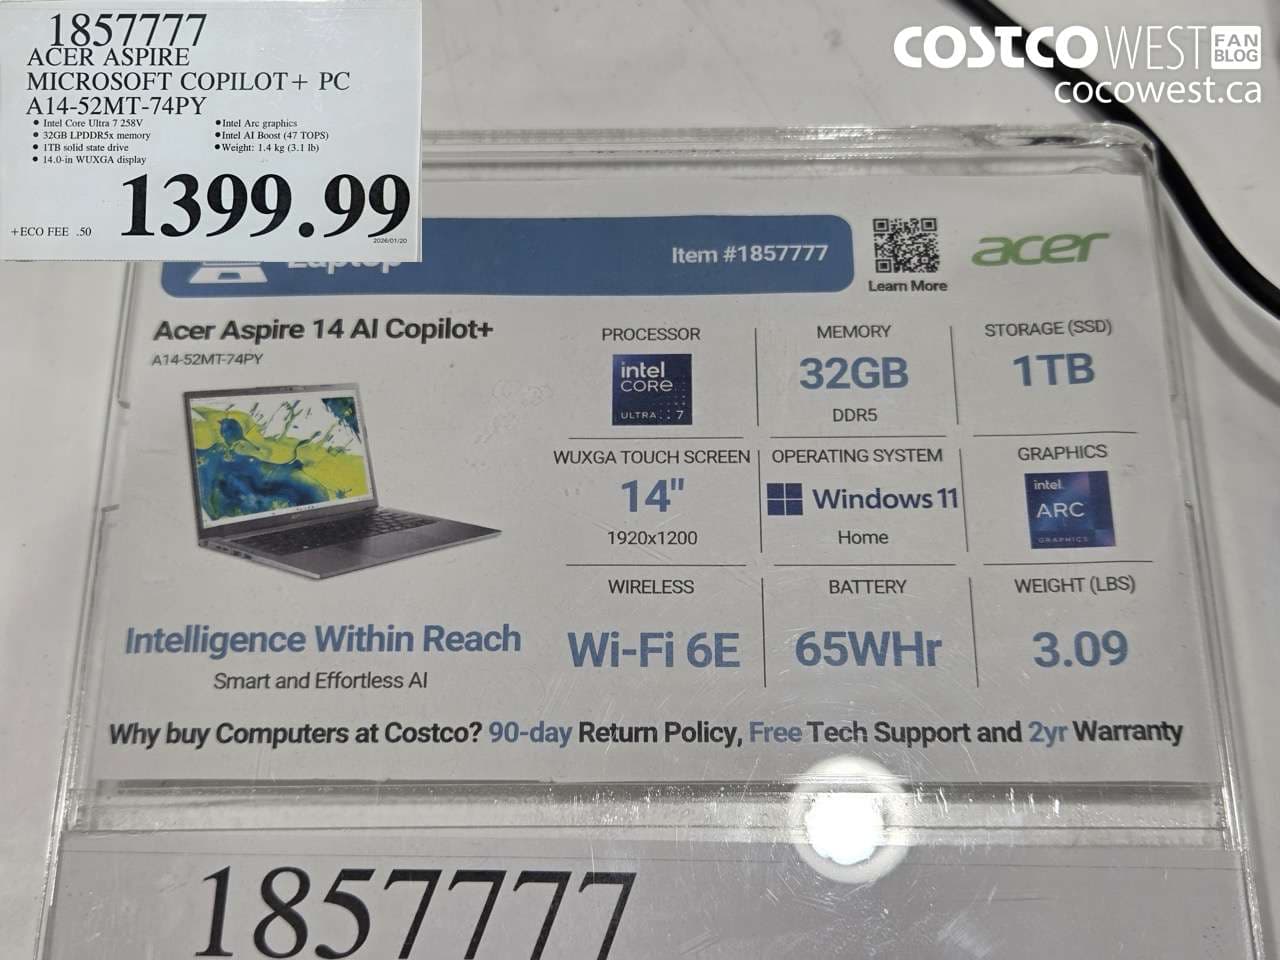 1857777
ACER ASPIRE
MICROSOFT COPILOT+ PC
A14-52MT-74PY
• Intel Core Ultra 7 258V
• 32GB LPDDR5x memory
• 1TB solid state drive
• 14.0-in WUXGA display
• Intel Arc graphics
• Intel AI Boost (47 TOPS)
• Weight: 1.4 kg (3.1 lb)
+ECO FEE .50
1399.99
2026/01/20
COSTCO WEST FAN BLOG
cocowest.ca
Laptop
Item #1857777
Learn More
acer
Acer Aspire 14 AI Copilot+
A14-52MT-74PY
PROCESSOR
intel
CORE
ULTRA 7
MEMORY
32GB
DDR5
STORAGE (SSD)
1TB
WUXGA TOUCH SCREEN
14"
1920x1200
OPERATING SYSTEM
Windows 11
Home
GRAPHICS
intel
ARC
GRAPHICS
WIRELESS
Wi-Fi 6E
BATTERY
65WHr
WEIGHT (LBS)
3.09
Intelligence Within Reach
Smart and Effortless AI
Why buy Computers at Costco? 90-day Return Policy, Free Tech Support and 2yr Warranty
1857777